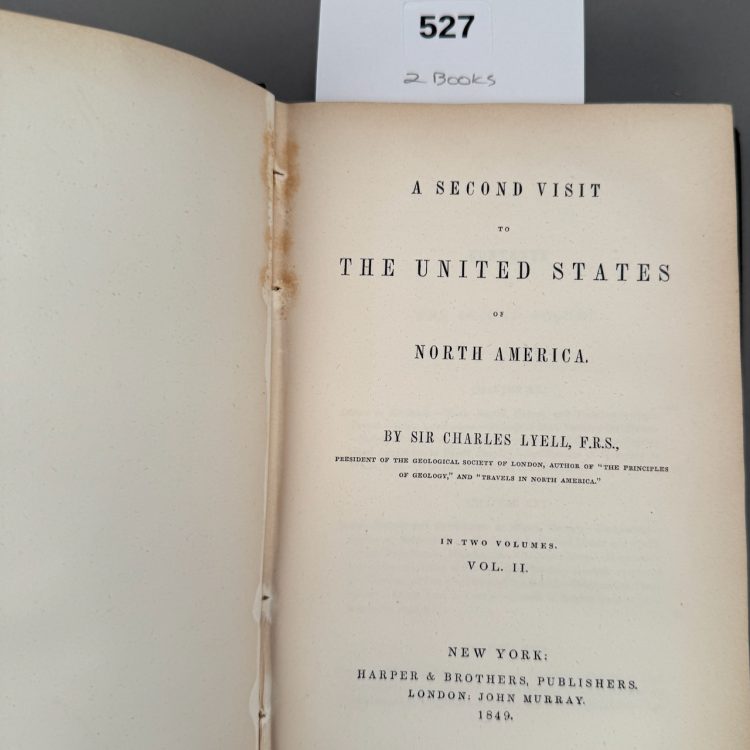 527
2 Books
A SECOND VISIT
TO
THE UNITED STATES
OF
NORTH AMERICA.
BY SIR CHARLES LYELL, F.R.S.,
PRESIDENT OF THE GEOLOGICAL SOCIETY OF LONDON, AUTHOR OF "THE PRINCIPLES
OF GEOLOGY," AND "TRAVELS IN NORTH AMERICA."
IN TWO VOLUMES.
VOL. II.
NEW YORK:
HARPER & BROTHERS, PUBLISHERS.
LONDON: JOHN MURRAY.
1849.